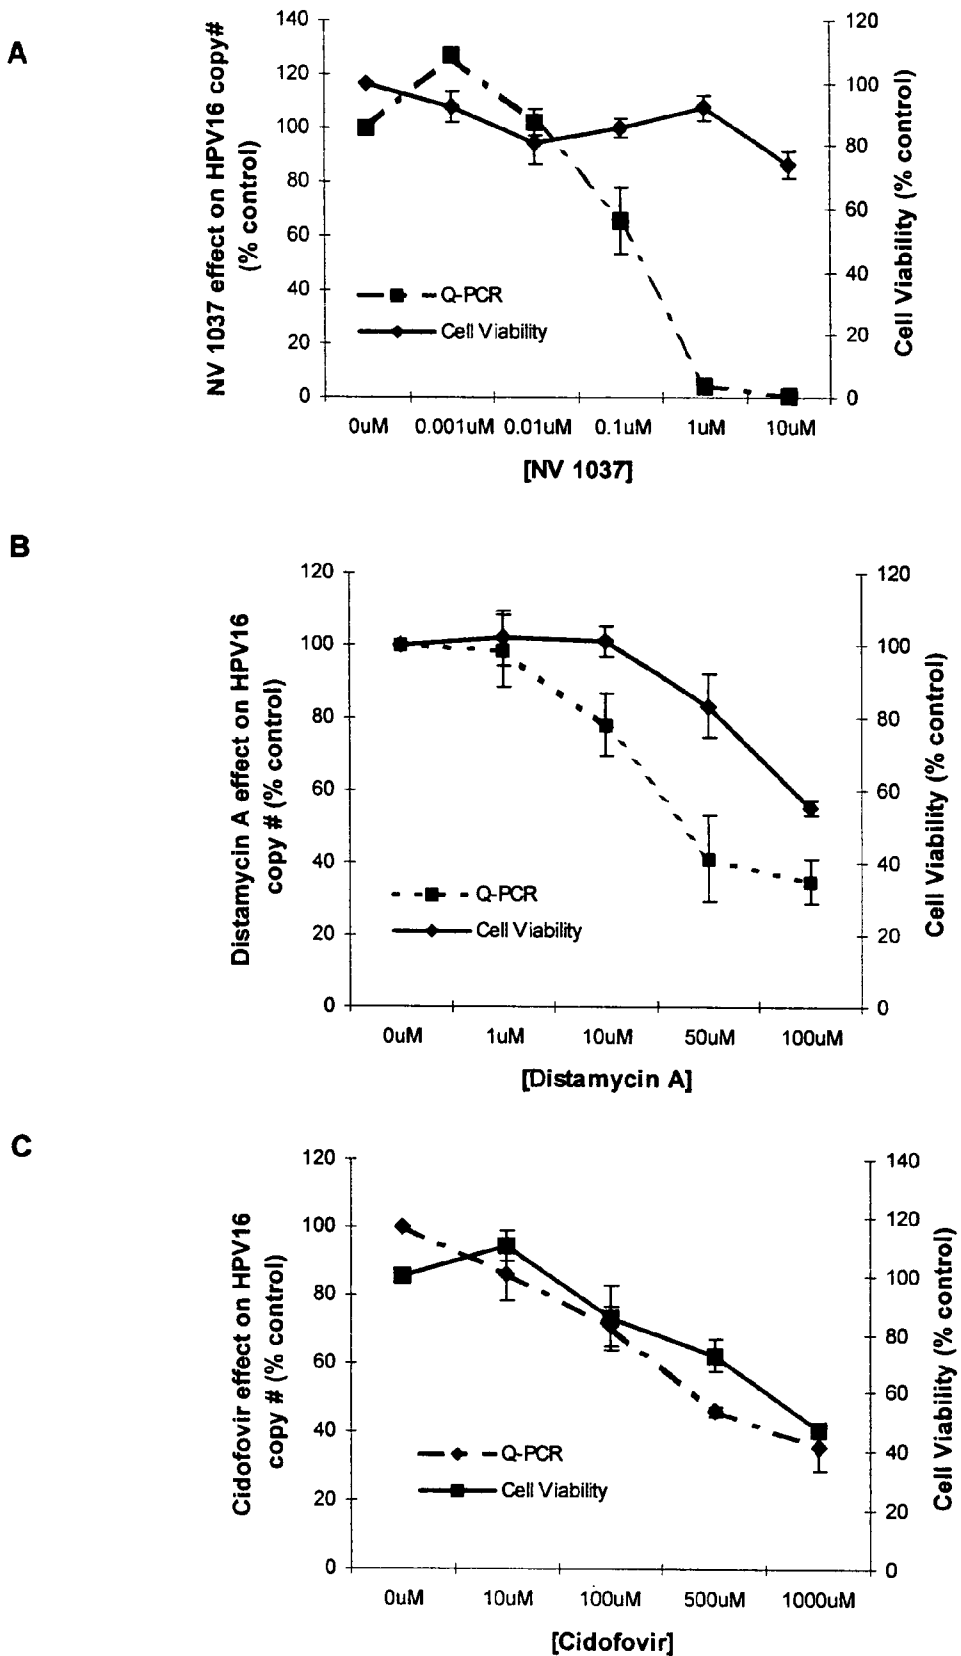 A
NV 1037 effect on HPV16 copy#
(% control)
140
120
100
80
60
40
20
0
120
100
80
60
40
20
0
Cell Viability (% control)
Q-PCR
Cell Viability
0uM 0.001uM 0.01uM 0.1uM 1uM 10uM
[NV 1037]
B
Distamycin A effect on HPV16
copy # (% control)
120
100
80
60
40
20
0
120
100
80
60
40
20
0
Cell Viability (% control)
Q-PCR
Cell Viability
0uM 1uM 10uM 50uM 100uM
[Distamycin A]
C
Cidofovir effect on HPV16
copy # (% control)
120
100
80
60
40
20
0
140
120
100
80
60
40
20
0
Cell Viability (% control)
Q-PCR
Cell Viability
0uM 10uM 100uM 500uM 1000uM
[Cidofovir]